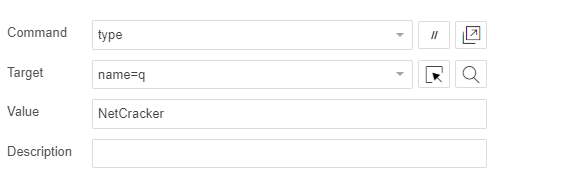 Command type //
Target name=q
Value NetCracker
Description